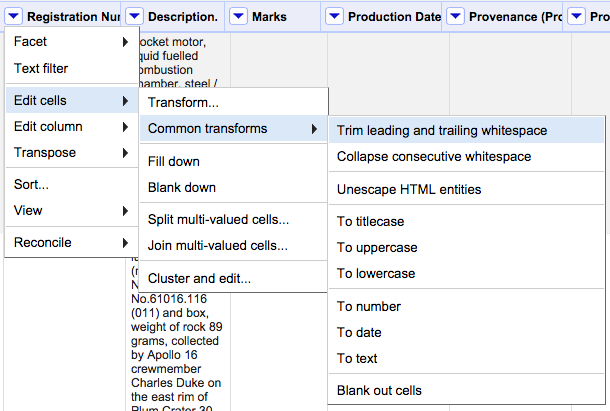 Registration Nur Description. Marks Production Date Provenance (Pro Pro
Facet
Text filter
Edit cells
Edit column
Transpose
Sort...
View
Reconcile
ocket motor,
quid fuelled
ombustion
hamber, steel /
Transform...
Common transforms
Fill down
Blank down
Split multi-valued cells...
Join multi-valued cells...
Cluster and edit...
Trim leading and trailing whitespace
Collapse consecutive whitespace
Unescape HTML entities
To titlecase
To uppercase
To lowercase
To number
To date
To text
Blank out cells
No.61016.116
(011) and box,
weight of rock 89
grams, collected
by Apollo 16
crewmember
Charles Duke on
the east rim of
Plum Crater 30